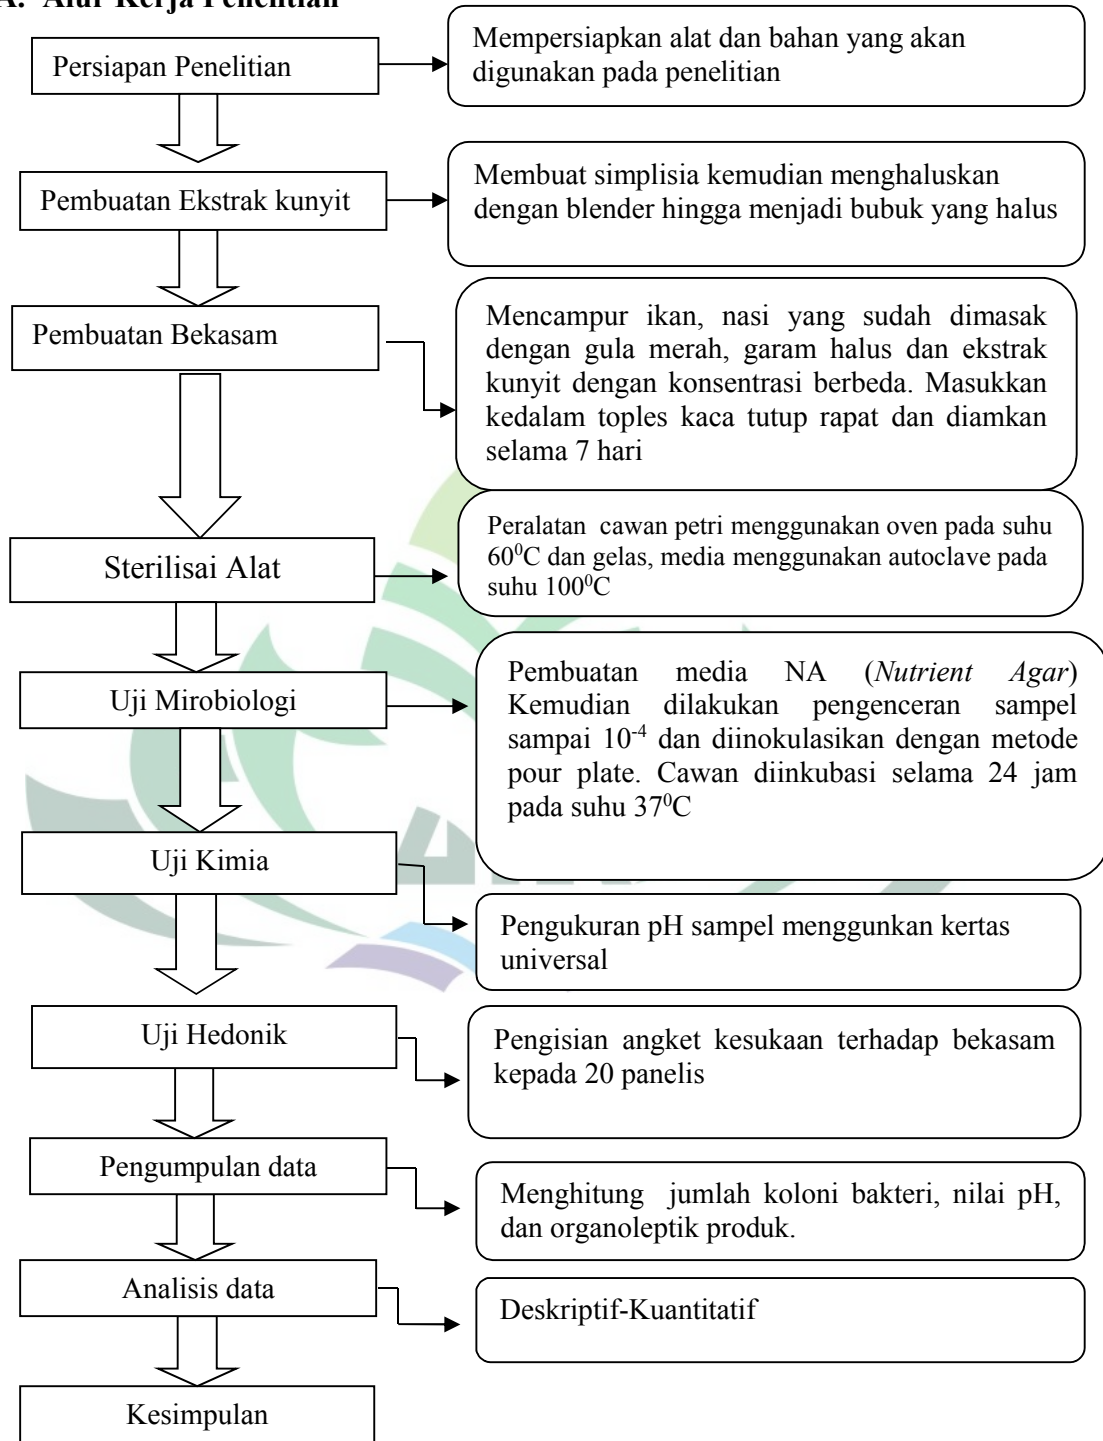 A. Alur Kerja Penelitian
Persiapan Penelitian
Mempersiapkan alat dan bahan yang akan
digunakan pada penelitian
Pembuatan Ekstrak kunyit
Membuat simplisia kemudian menghaluskan
dengan blender hingga menjadi bubuk yang halus
Pembuatan Bekasam
Mencampur ikan, nasi yang sudah dimasak
dengan gula merah, garam halus dan ekstrak
kunyit dengan konsentrasi berbeda. Masukkan
kedalam toples kaca tutup rapat dan diamkan
selama 7 hari
Sterilisai Alat
Peralatan cawan petri menggunakan oven pada suhu
60⁰C dan gelas, media menggunakan autoclave pada
suhu 100⁰C
Uji Mirobiologi
Pembuatan media NA (Nutrient Agar)
Kemudian dilakukan pengenceran sampel
sampai 10⁻⁴ dan diinokulasikan dengan metode
pour plate. Cawan diinkubasi selama 24 jam
pada suhu 37⁰C
Uji Kimia
Pengukuran pH sampel menggunkan kertas
universal
Uji Hedonik
Pengisian angket kesukaan terhadap bekasam
kepada 20 panelis
Pengumpulan data
Menghitung jumlah koloni bakteri, nilai pH,
dan organoleptik produk.
Analisis data
Deskriptif-Kuantitatif
Kesimpulan